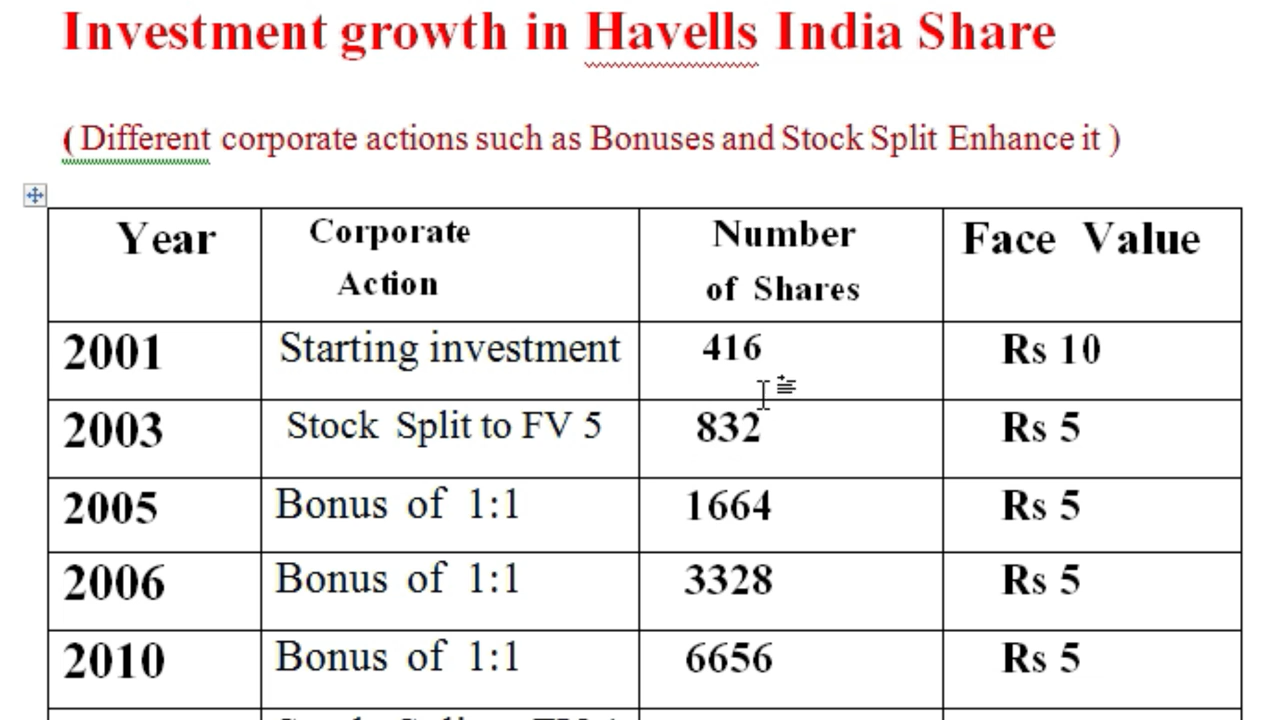 Investment growth in Havells India Share
( Different corporate actions such as Bonuses and Stock Split Enhance it )
Year Corporate Action Number of Shares Face Value
2001 Starting investment 416 Rs 10
2003 Stock Split to FV 5 832 Rs 5
2005 Bonus of 1:1 1664 Rs 5
2006 Bonus of 1:1 3328 Rs 5
2010 Bonus of 1:1 6656 Rs 5